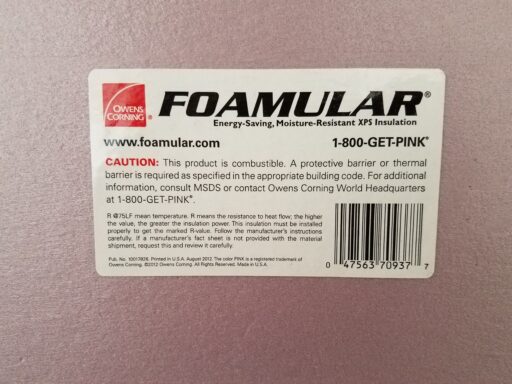 OWENS
CORNING
FOAMULAR®
Energy-Saving, Moisture-Resistant XPS Insulation
www.foamular.com 1-800-GET-PINK®
CAUTION: This product is combustible. A protective barrier or thermal
barrier is required as specified in the appropriate building code. For additional
information, consult MSDS or contact Owens Corning World Headquarters
at 1-800-GET-PINK®.
R @75LF mean temperature. R means the resistance to heat flow; the higher
the value, the greater the insulation power. This insulation must be installed
properly to get the marked R-value. Follow the manufacturer's instructions
carefully. If a manufacturer's fact sheet is not provided with the material
shipment, request this and review it carefully.
Pub. No. 10017926. Printed in U.S.A. August 2012. The color PINK is a registered trademark of
Owens Corning. ©2012 Owens Corning. All Rights Reserved. Made in U.S.A.
0 47563 70937 7